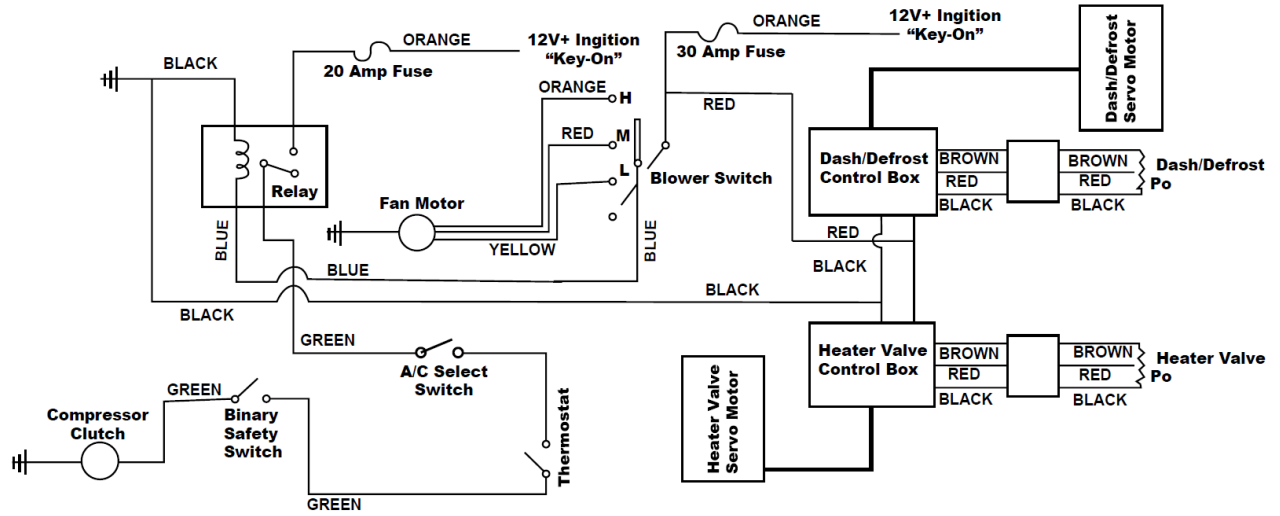 ORANGE
12V+ Ingition
“Key-On”
20 Amp Fuse
BLACK
ORANGE
12V+ Ingition
“Key-On”
30 Amp Fuse
RED
Dash/Defrost
Servo Motor
ORANGE
H
RED
M
L
Blower Switch
Relay
Fan Motor
YELLOW
BLUE
BLUE
BLUE
BLACK
BLACK
Dash/Defrost
Control Box
BROWN
RED
BLACK
BROWN
RED
BLACK
Dash/Defrost
Po
RED
BLACK
GREEN
A/C Select
Switch
Thermostat
GREEN
Compressor
Clutch
Binary
Safety
Switch
GREEN
Heater Valve
Servo Motor
Heater Valve
Control Box
BROWN
RED
BLACK
BROWN
RED
BLACK
Heater Valve
Po